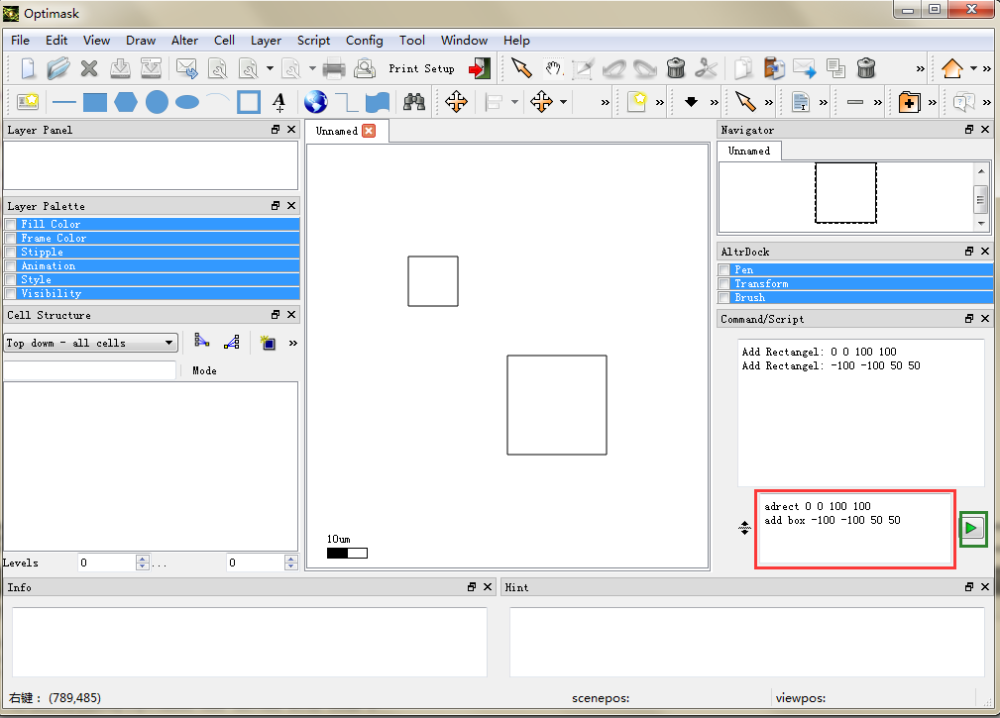 Optimask
File Edit View Draw Alter Cell Layer Script Config Tool Window Help
Print Setup
A
Layer Panel
Unnamed
Navigator
Unnamed
Layer Palette
Fill Color
Frame Color
Stipple
Animation
Style
Visibility
AltrDock
Pen
Transform
Brush
Cell Structure
Command/Script
Top down - all cells
Mode
Add Rectangel: 0 0 100 100
Add Rectangel: -100 -100 50 50
adrect 0 0 100 100
add box -100 -100 50 50
10um
Levels 0 ... 0
Info
Hint
右键： (789,485) scenepos: viewpos: